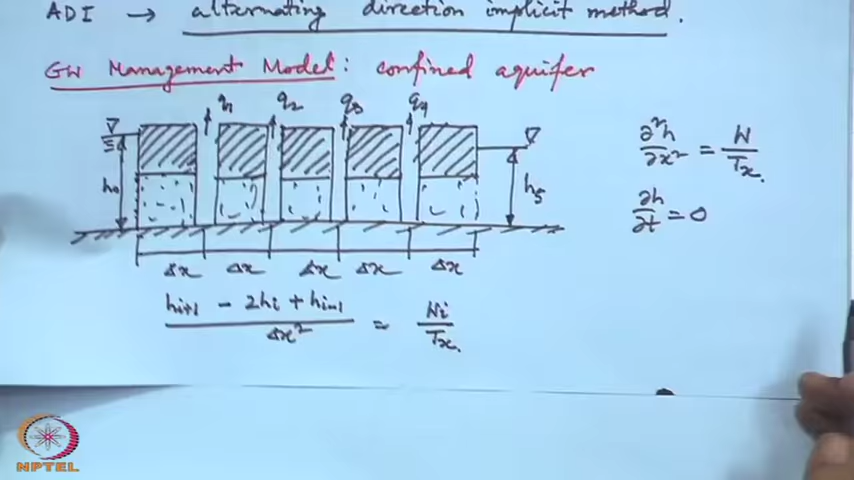 ADI → alternating direction implicit method.
GW Management Model: confined aquifer
q1 q2 q3 q4
h0 h5
∂²h/∂x² = W/Tx.
∂h/∂t = 0
Δx Δx Δx Δx Δx
(hi+1 - 2hi + hi-1)/Δx² = Wi/Tx.
NPTEL